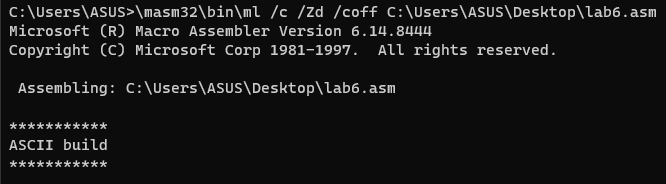 C:\Users\ASUS>\masm32\bin\ml /c /Zd /coff C:\Users\ASUS\Desktop\lab6.asm
Microsoft (R) Macro Assembler Version 6.14.8444
Copyright (C) Microsoft Corp 1981-1997.  All rights reserved.
 Assembling: C:\Users\ASUS\Desktop\lab6.asm
***********
ASCII build
***********